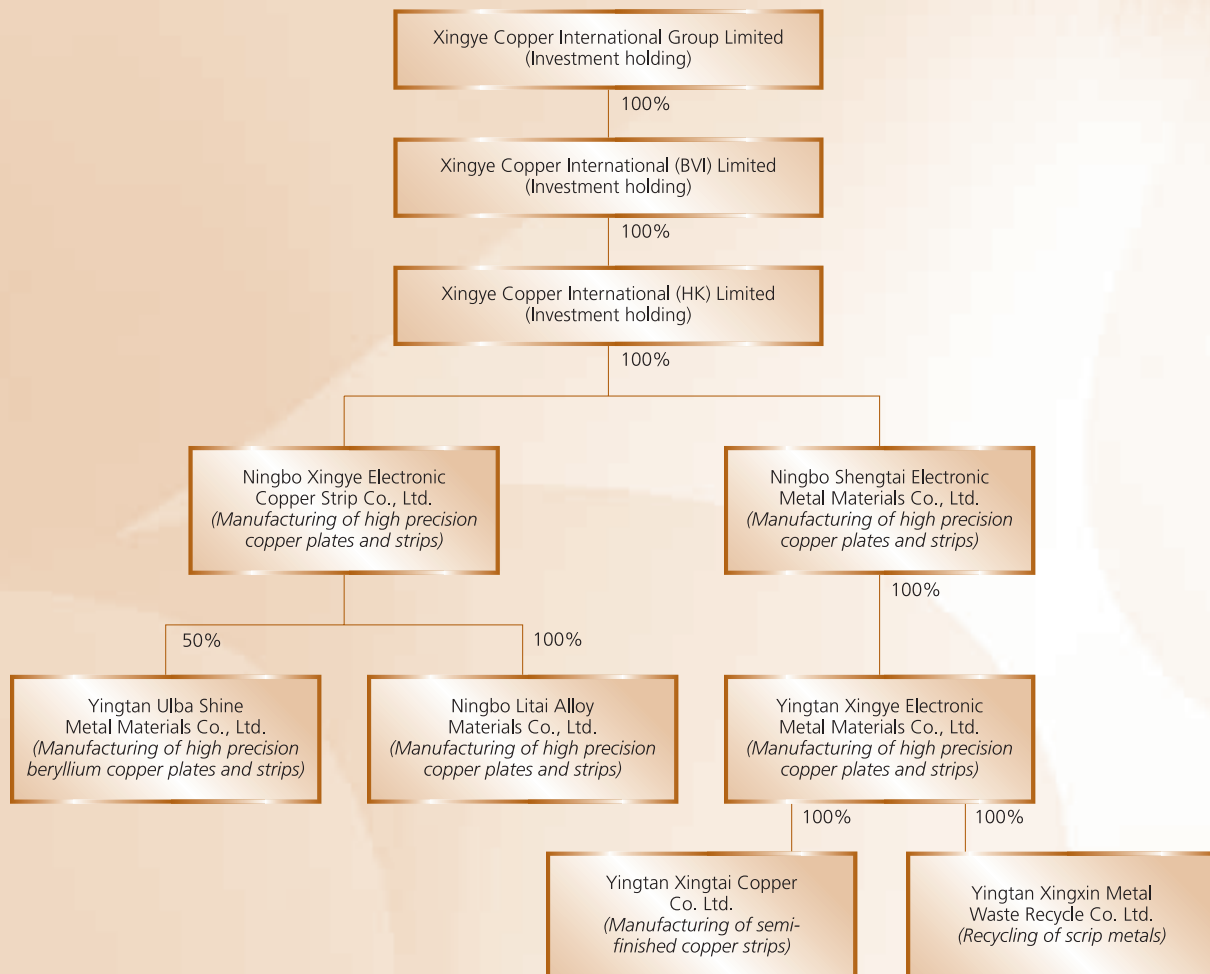 Xingye Copper International Group Limited
(Investment holding)
100%
Xingye Copper International (BVI) Limited
(Investment holding)
100%
Xingye Copper International (HK) Limited
(Investment holding)
100%
Ningbo Xingye Electronic
Copper Strip Co., Ltd.
(Manufacturing of high precision
copper plates and strips)
Ningbo Shengtai Electronic
Metal Materials Co., Ltd.
(Manufacturing of high precision
copper plates and strips)
100%
50%
100%
Yingtan Ulba Shine
Metal Materials Co., Ltd.
(Manufacturing of high precision
beryllium copper plates and strips)
Ningbo Litai Alloy
Materials Co., Ltd.
(Manufacturing of high precision
copper plates and strips)
Yingtan Xingye Electronic
Metal Materials Co., Ltd.
(Manufacturing of high precision
copper plates and strips)
100%
100%
Yingtan Xingtai Copper
Co. Ltd.
(Manufacturing of semi-
finished copper strips)
Yingtan Xingxin Metal
Waste Recycle Co. Ltd.
(Recycling of scrip metals)